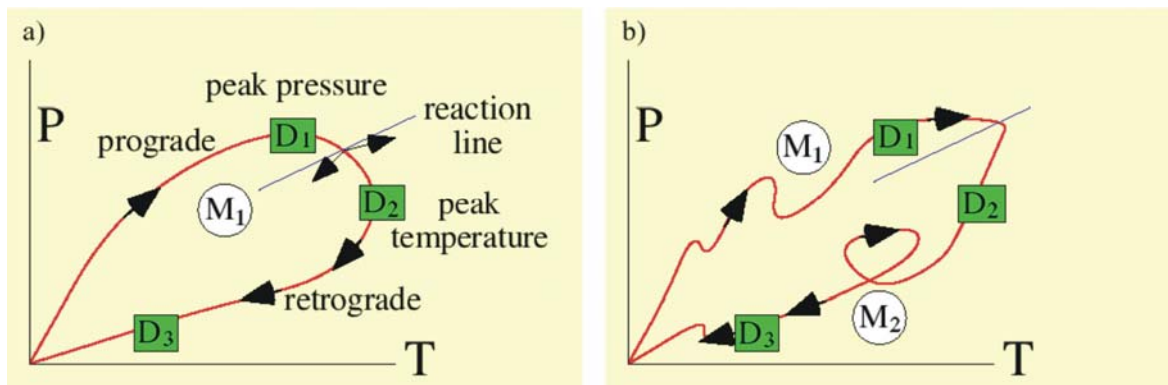 a)
P
peak pressure
D1
prograde
reaction
line
M1
D2
peak
temperature
retrograde
D3
T
b)
P
M1
D1
D2
M2
D3
T